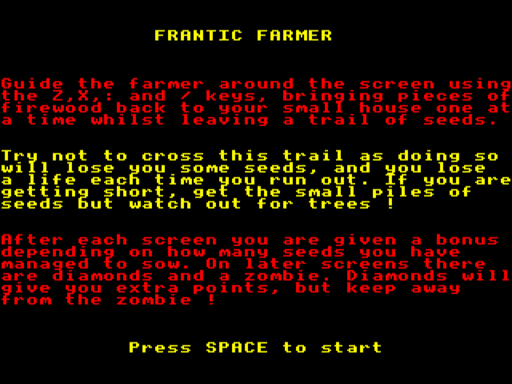 FRANTIC FARMER
Guide the farmer around the screen using
the Z,X,: and / keys, bringing pieces of
firewood back to your small house one at
a time whilst leaving a trail of seeds.
Try not to cross this trail as doing so
will lose you some seeds, and you lose
a life each time you run out. If you are
getting short, get the small piles of
seeds but watch out for trees !
After each screen you are given a bonus
depending on how many seeds you have
managed to sow. On later screens there
are diamonds and a zombie. Diamonds will
give you extra points, but keep away
from the zombie !
Press SPACE to start